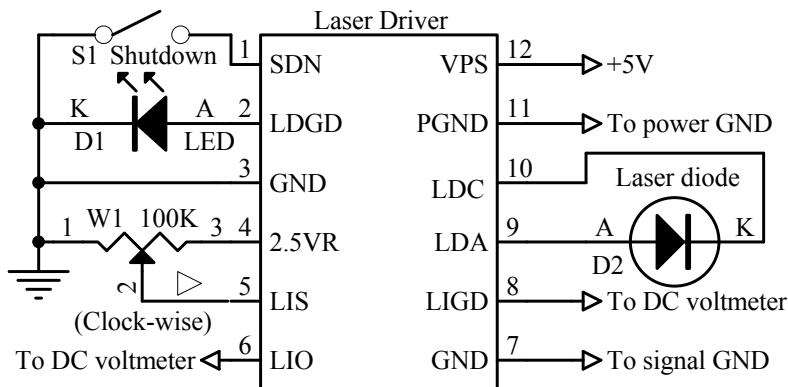 Laser Driver
S1 Shutdown 1 SDN VPS 12 +5V
K A 2 LDGD PGND 11 To power GND
D1 LED
3 GND LDC 10 Laser diode
1 W1 100K 3 4 2.5VR LDA 9 A K
D2
2 5 LIS LIGD 8 To DC voltmeter
(Clock-wise)
To DC voltmeter 6 LIO GND 7 To signal GND